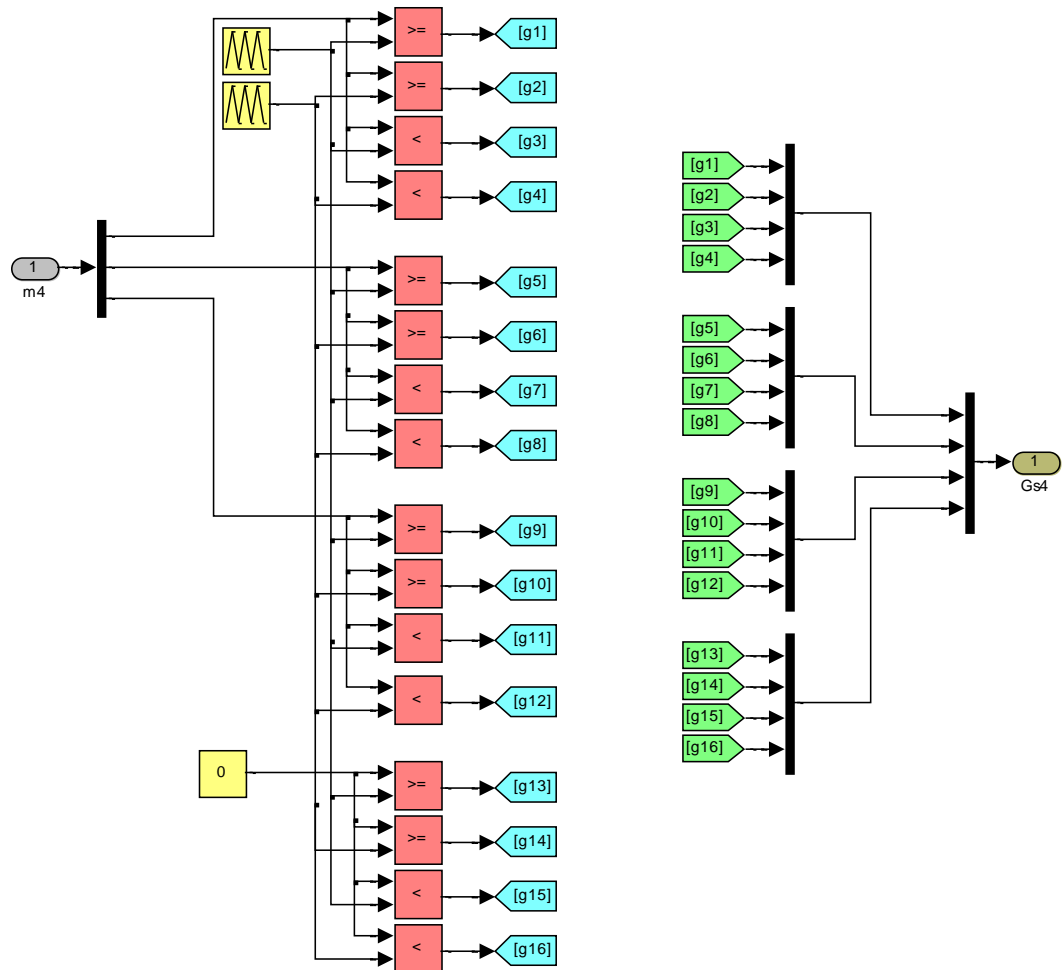 >=
[g1]
>=
[g2]
<
[g3]
<
[g4]
1
m4
>=
[g5]
>=
[g6]
<
[g7]
<
[g8]
>=
[g9]
>=
[g10]
<
[g11]
<
[g12]
0
>=
[g13]
>=
[g14]
<
[g15]
<
[g16]
[g1]
[g2]
[g3]
[g4]
[g5]
[g6]
[g7]
[g8]
[g9]
[g10]
[g11]
[g12]
[g13]
[g14]
[g15]
[g16]
1
Gs4